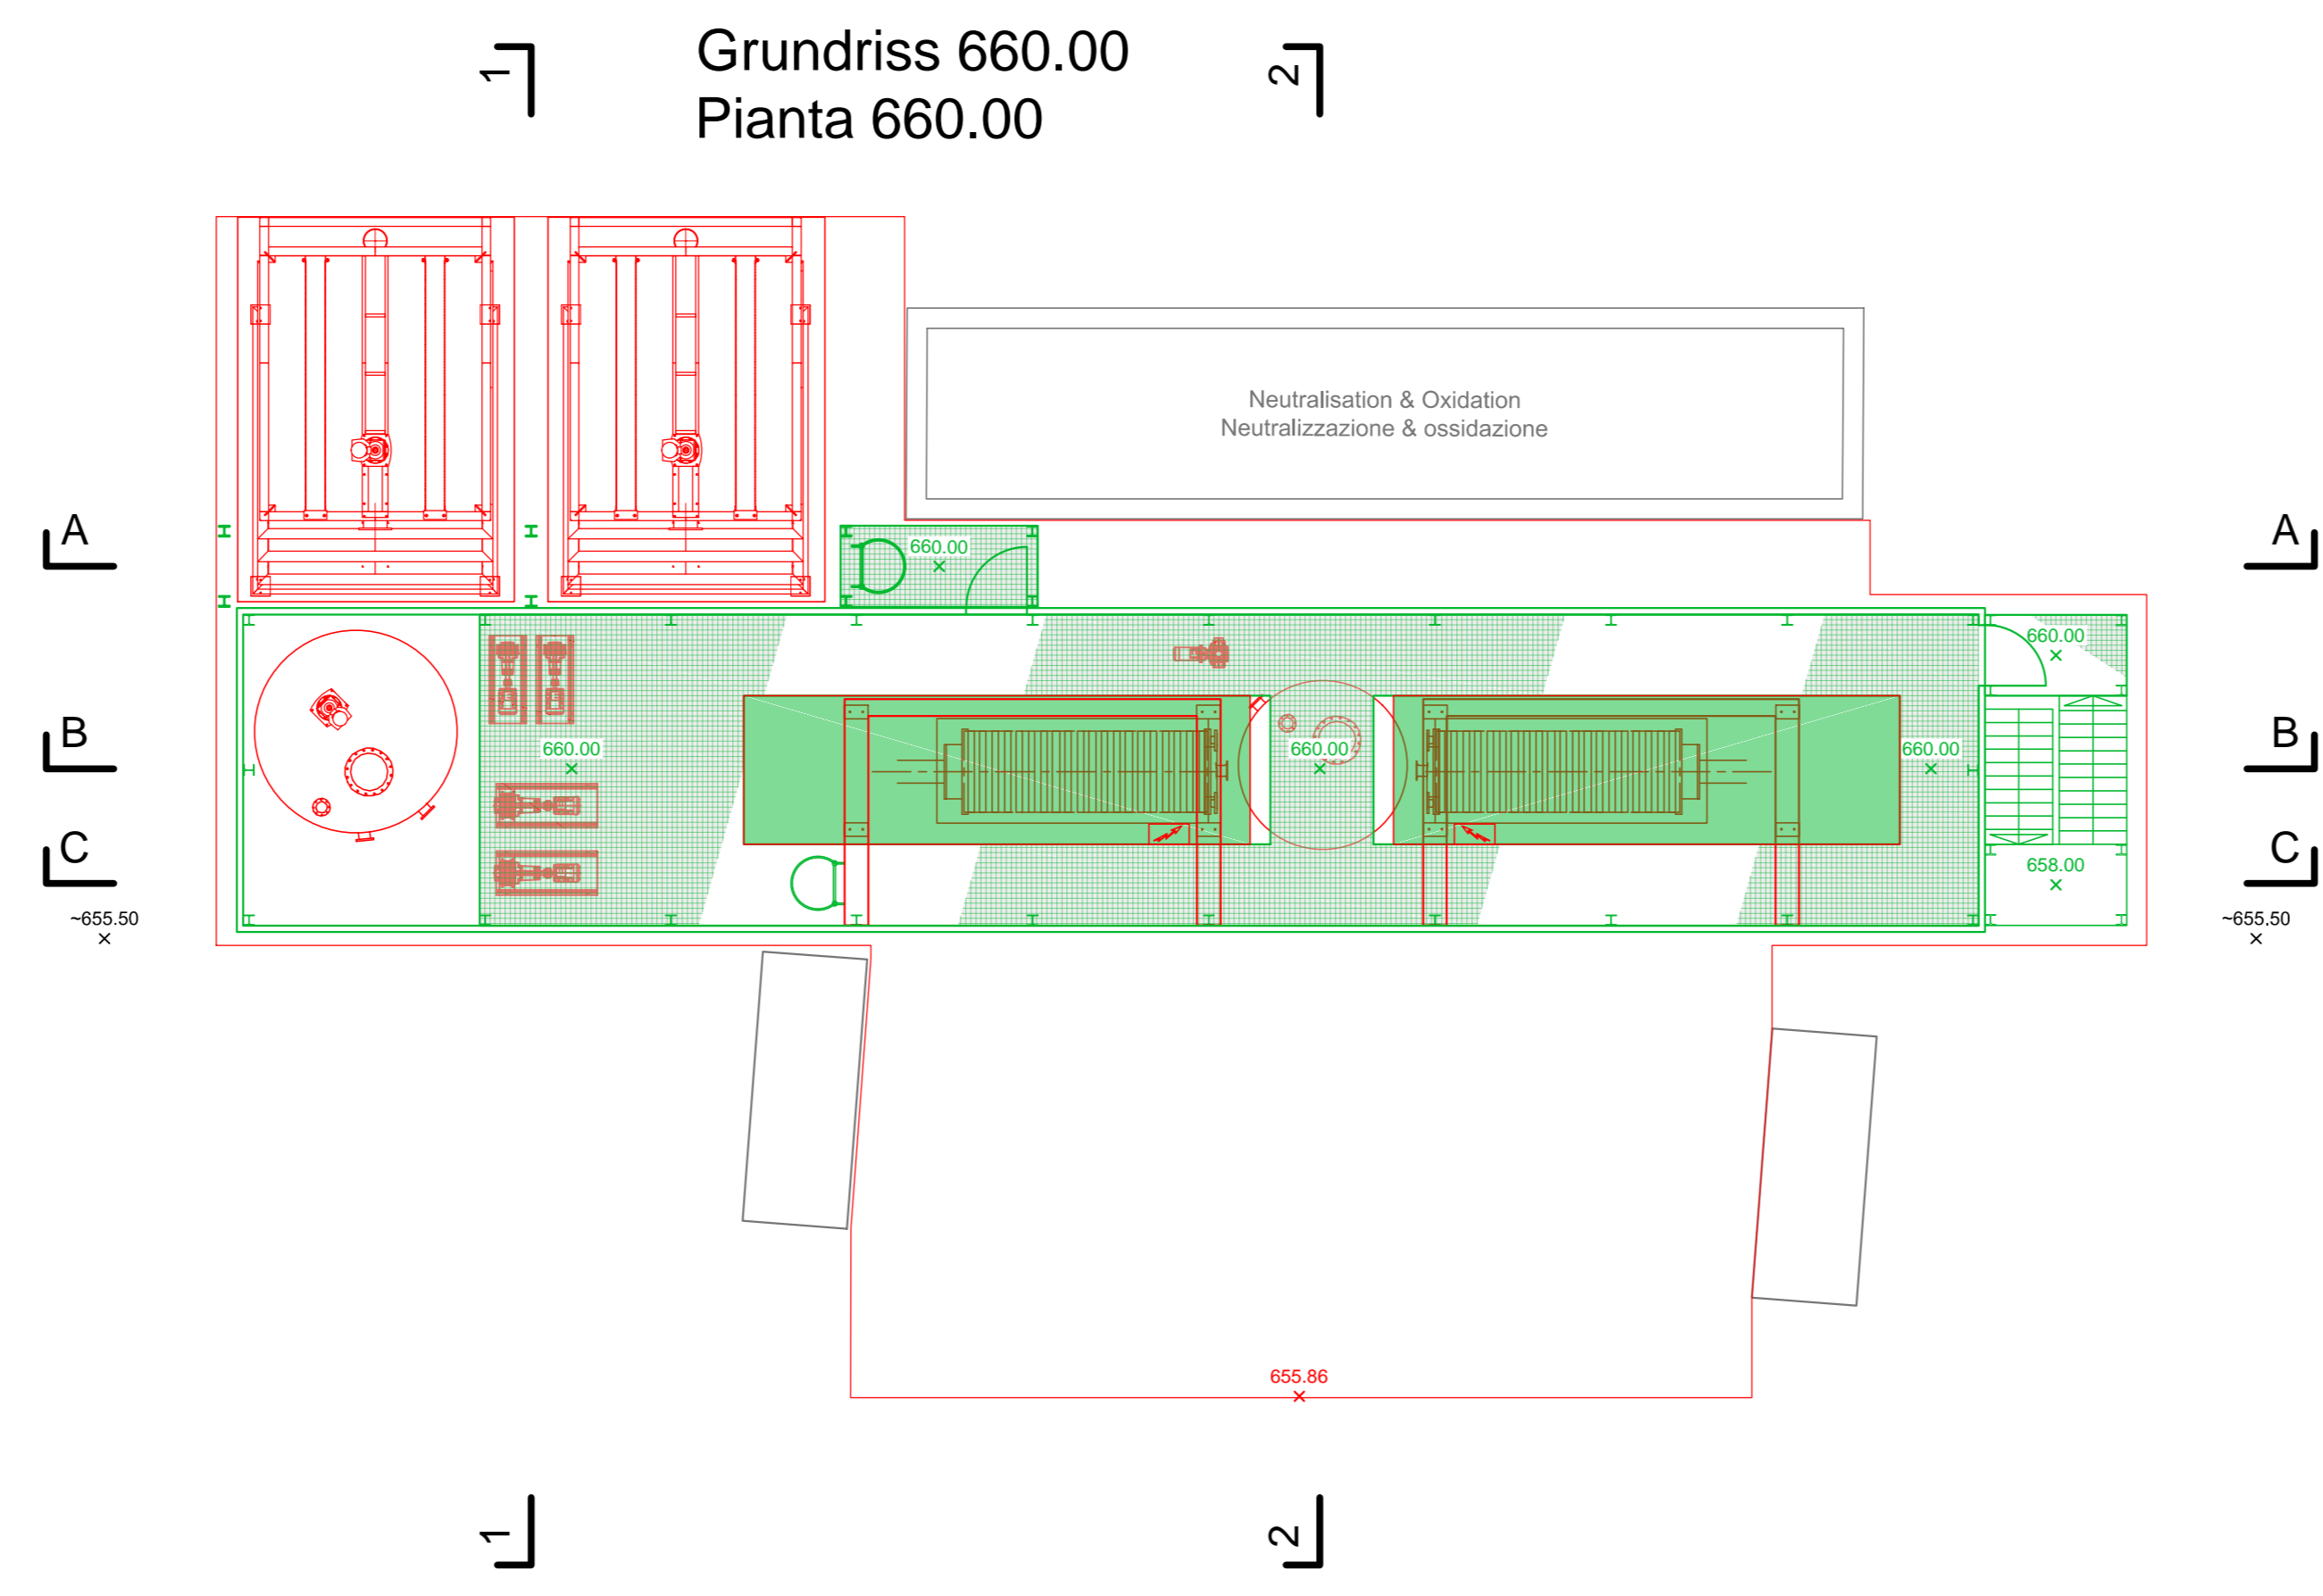 1
Grundriss 660.00
Pianta 660.00
2
Neutralisation & Oxidation
Neutralizzazione & ossidazione
A
660.00
A
660.00
B
660.00
660.00
660.00
B
C
658.00
C
~655.50
~655.50
655.86
1
2